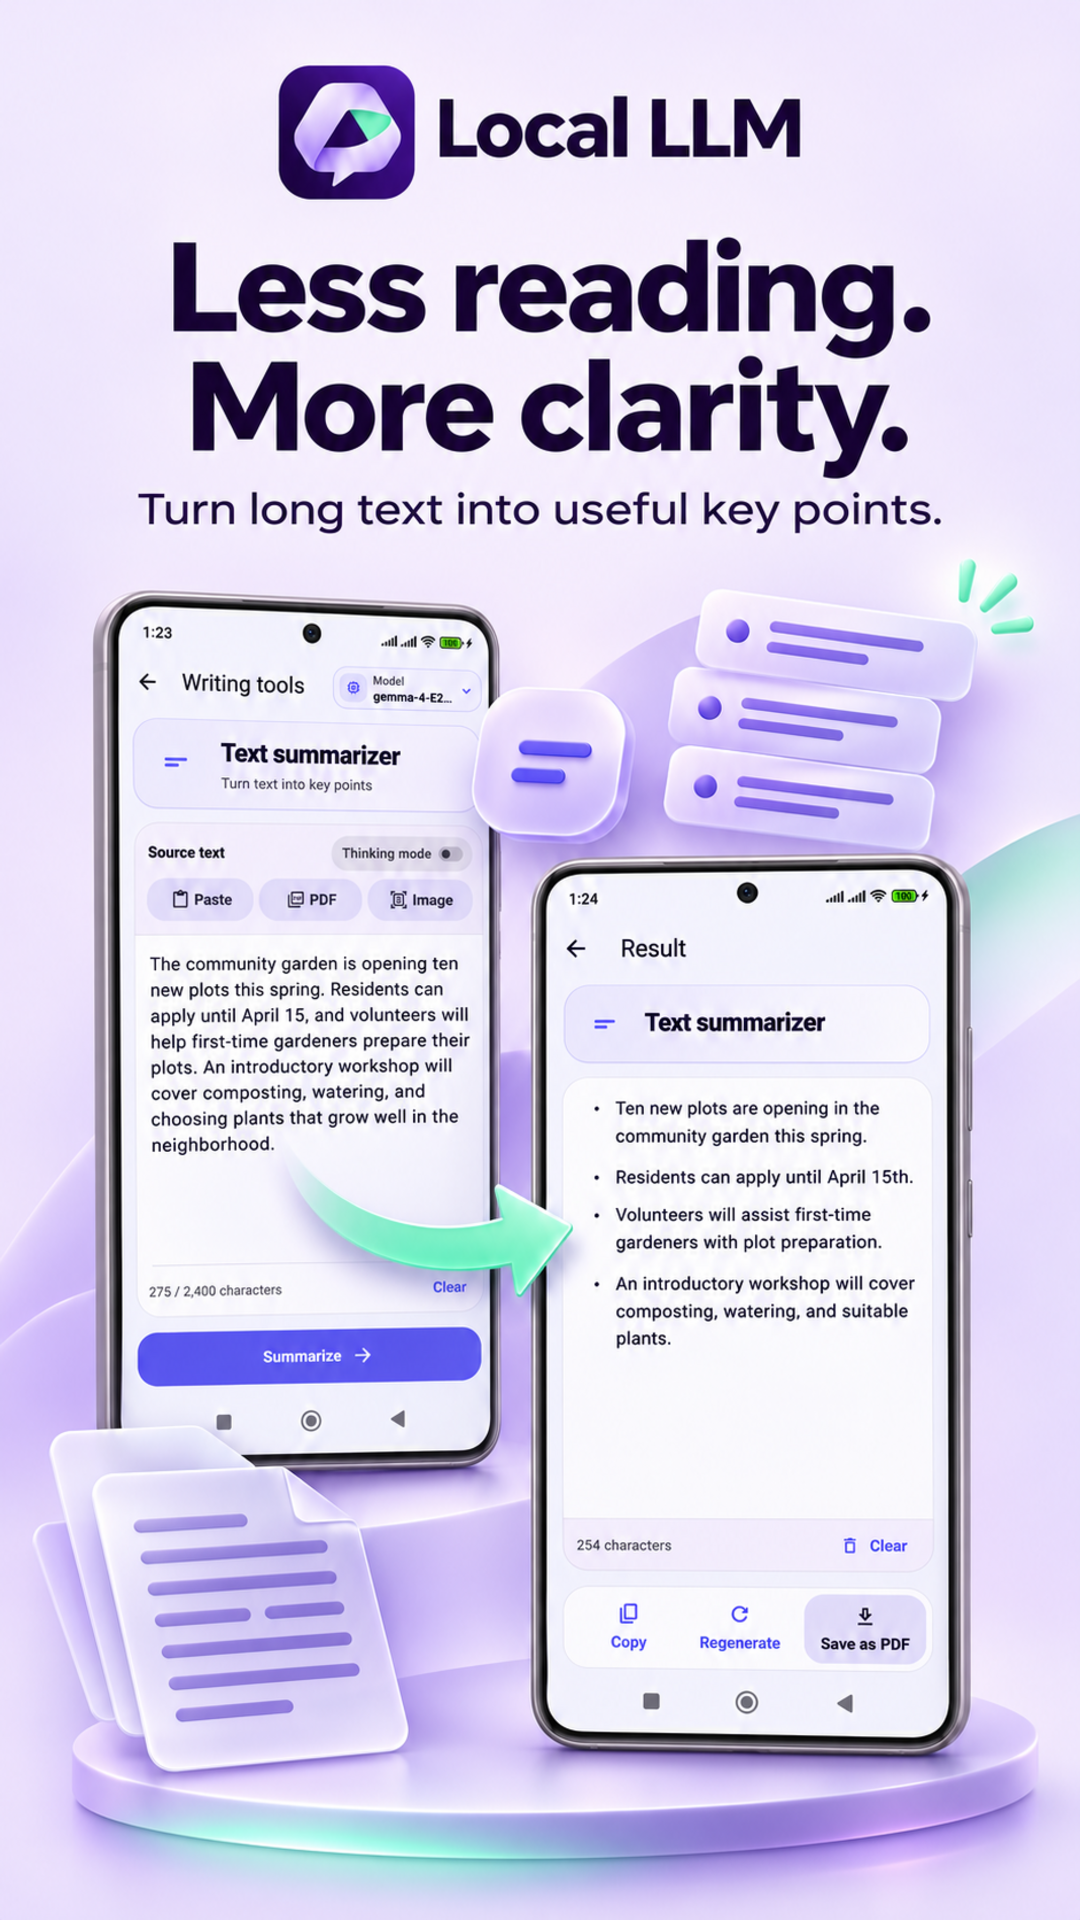 Local LLM
Less reading.
More clarity.
Turn long text into useful key points.
1:23
100
Writing tools
Model
gemma-4-E2...
Text summarizer
Turn text into key points
Source text
Thinking mode
Paste
PDF
Image
The community garden is opening ten
new plots this spring. Residents can
apply until April 15, and volunteers will
help first-time gardeners prepare their
plots. An introductory workshop will
cover composting, watering, and
choosing plants that grow well in the
neighborhood.
275 / 2,400 characters
Clear
Summarize
1:24
100
Result
Text summarizer
• Ten new plots are opening in the
community garden this spring.
• Residents can apply until April 15th.
• Volunteers will assist first-time
gardeners with plot preparation.
• An introductory workshop will cover
composting, watering, and suitable
plants.
254 characters
Clear
Copy
Regenerate
Save as PDF